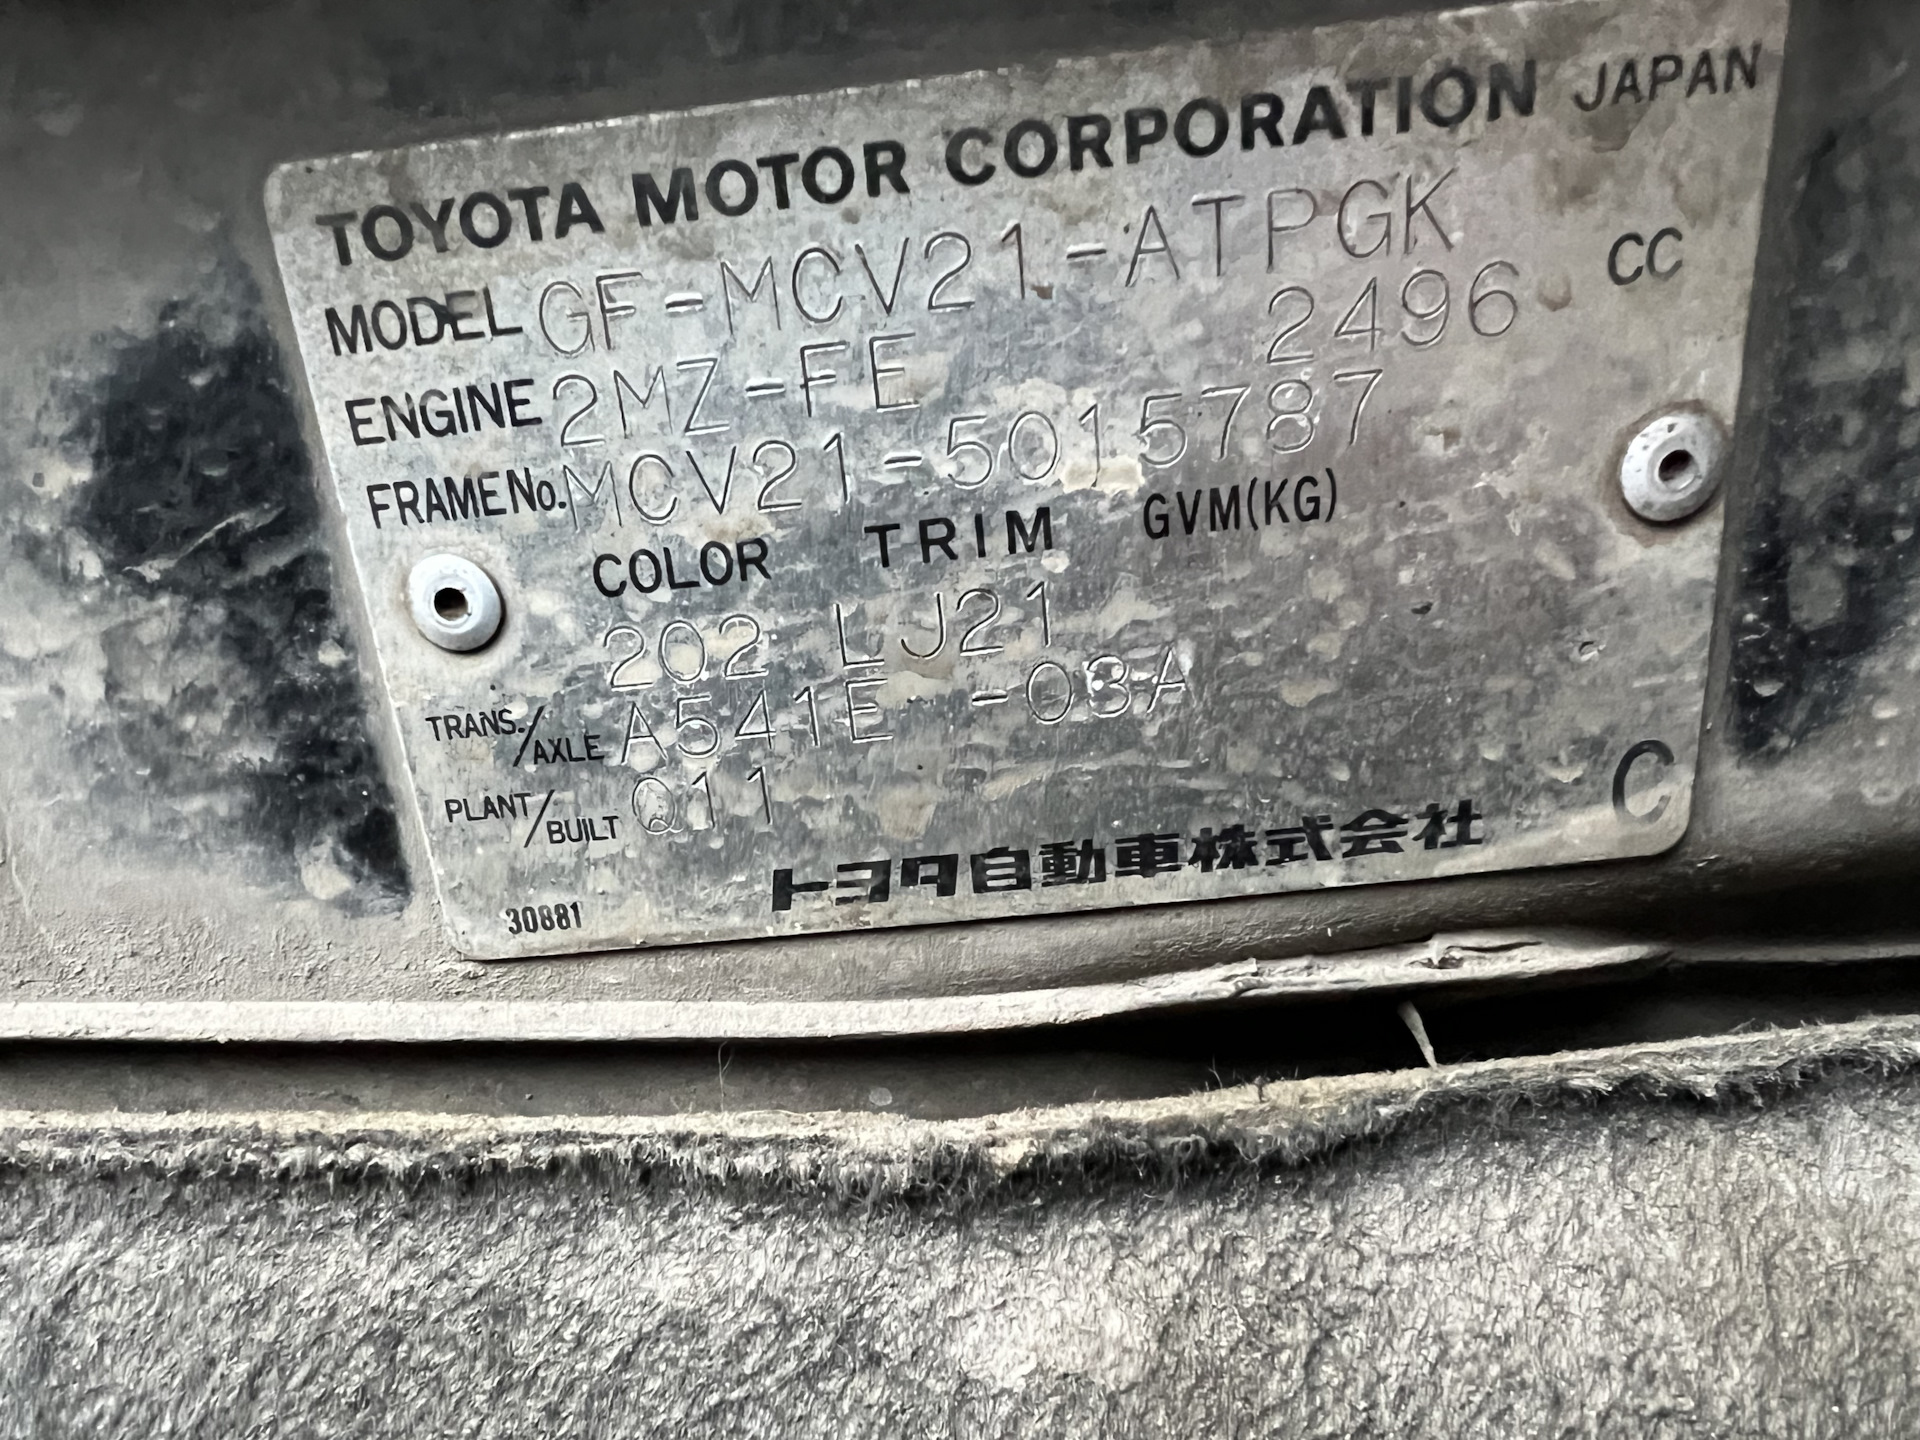 TOYOTA MOTOR CORPORATION JAPAN
MODEL GF-MCV21-ATPGK
ENGINE 2MZ-FE 2496 CC
FRAME No. MCV21-5015787
COLOR TRIM GVM(KG)
202 LJ21
TRANS./AXLE A541E -03A
PLANT/BUILT Q11
C
トヨタ自動車株式会社
30881